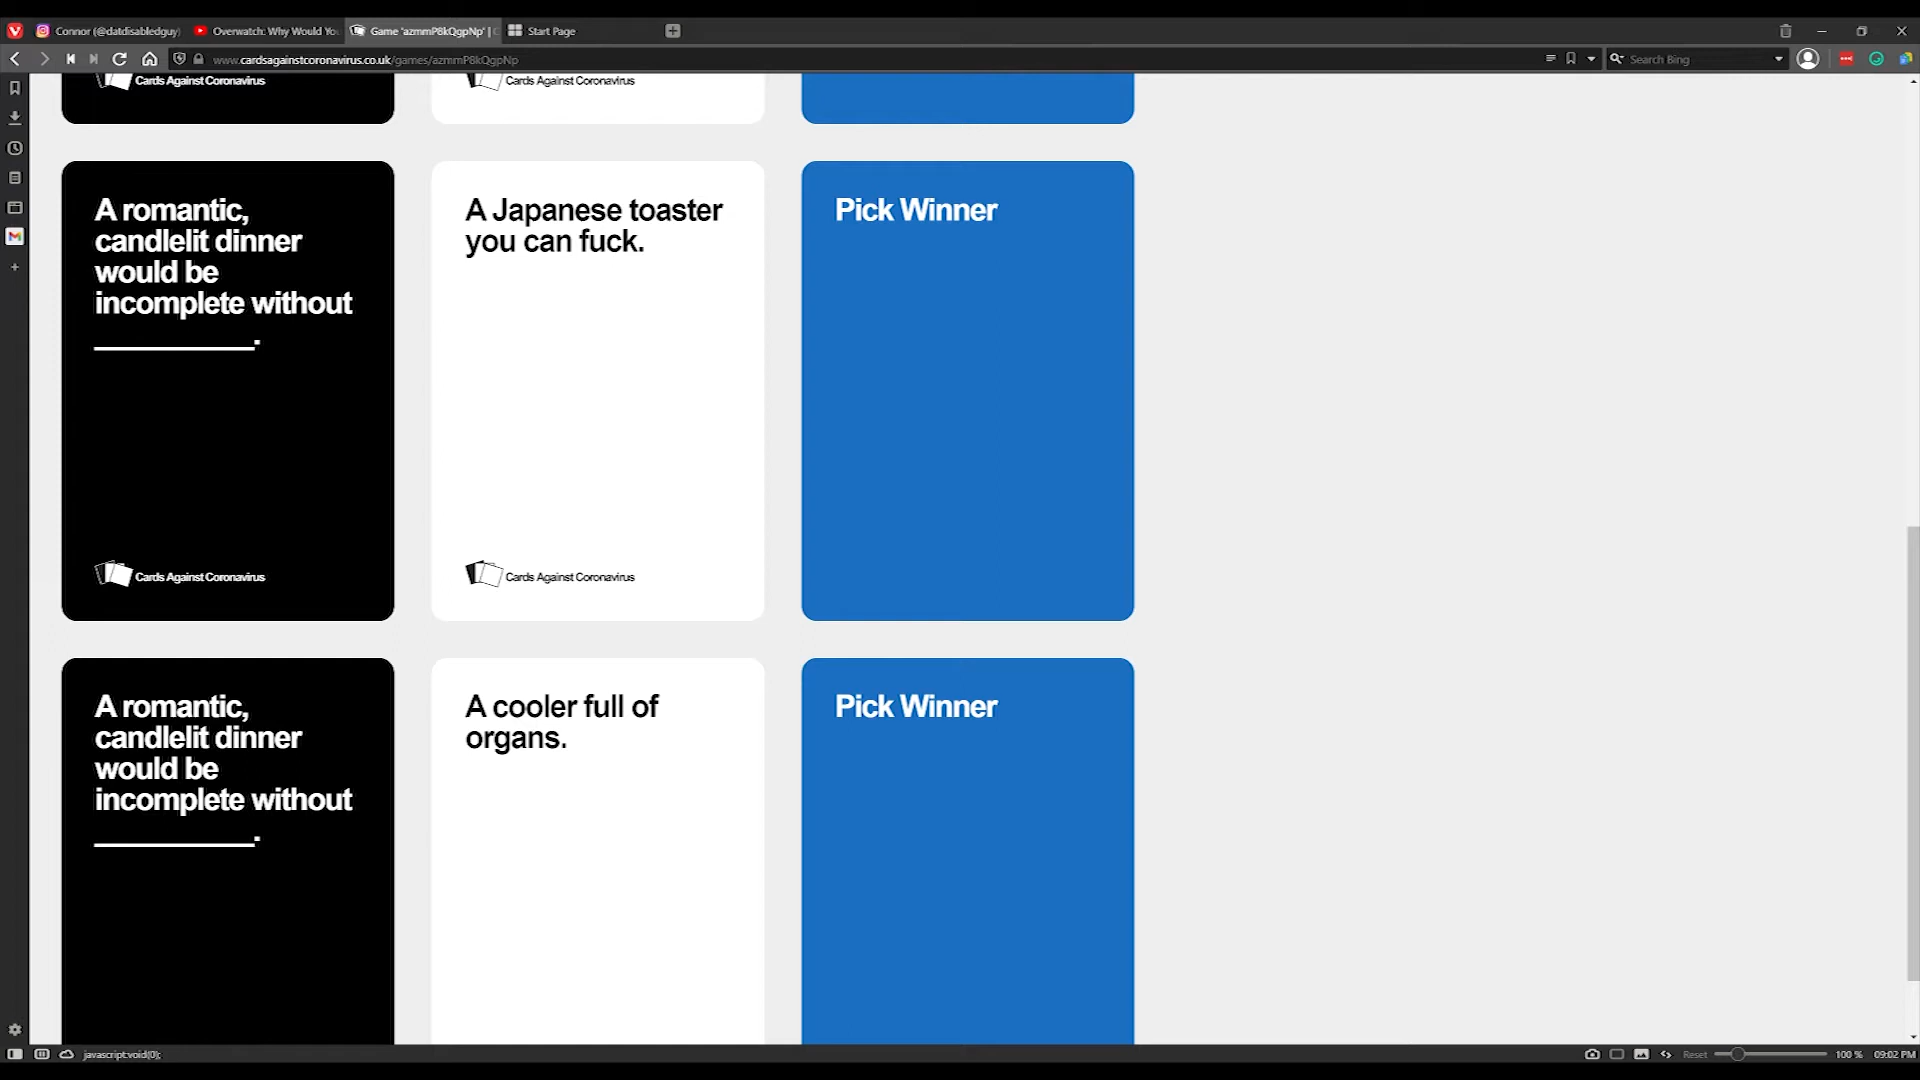 Connor (@datdisabledguy)
Overwatch: Why Would Yo
Game 'azmmP8kQgpNp' |
Start Page
www.cardsagainstcoronavirus.co.uk/games/azmmP8kQgpNp
Search Bing
Cards Against Coronavirus
Cards Against Coronavirus
A romantic,
candlelit dinner
would be
incomplete without
____________.
Cards Against Coronavirus
A Japanese toaster
you can fuck.
Cards Against Coronavirus
Pick Winner
A romantic,
candlelit dinner
would be
incomplete without
____________.
A cooler full of
organs.
Pick Winner
javascript:void(0);
Reset
100 %
09:02 PM